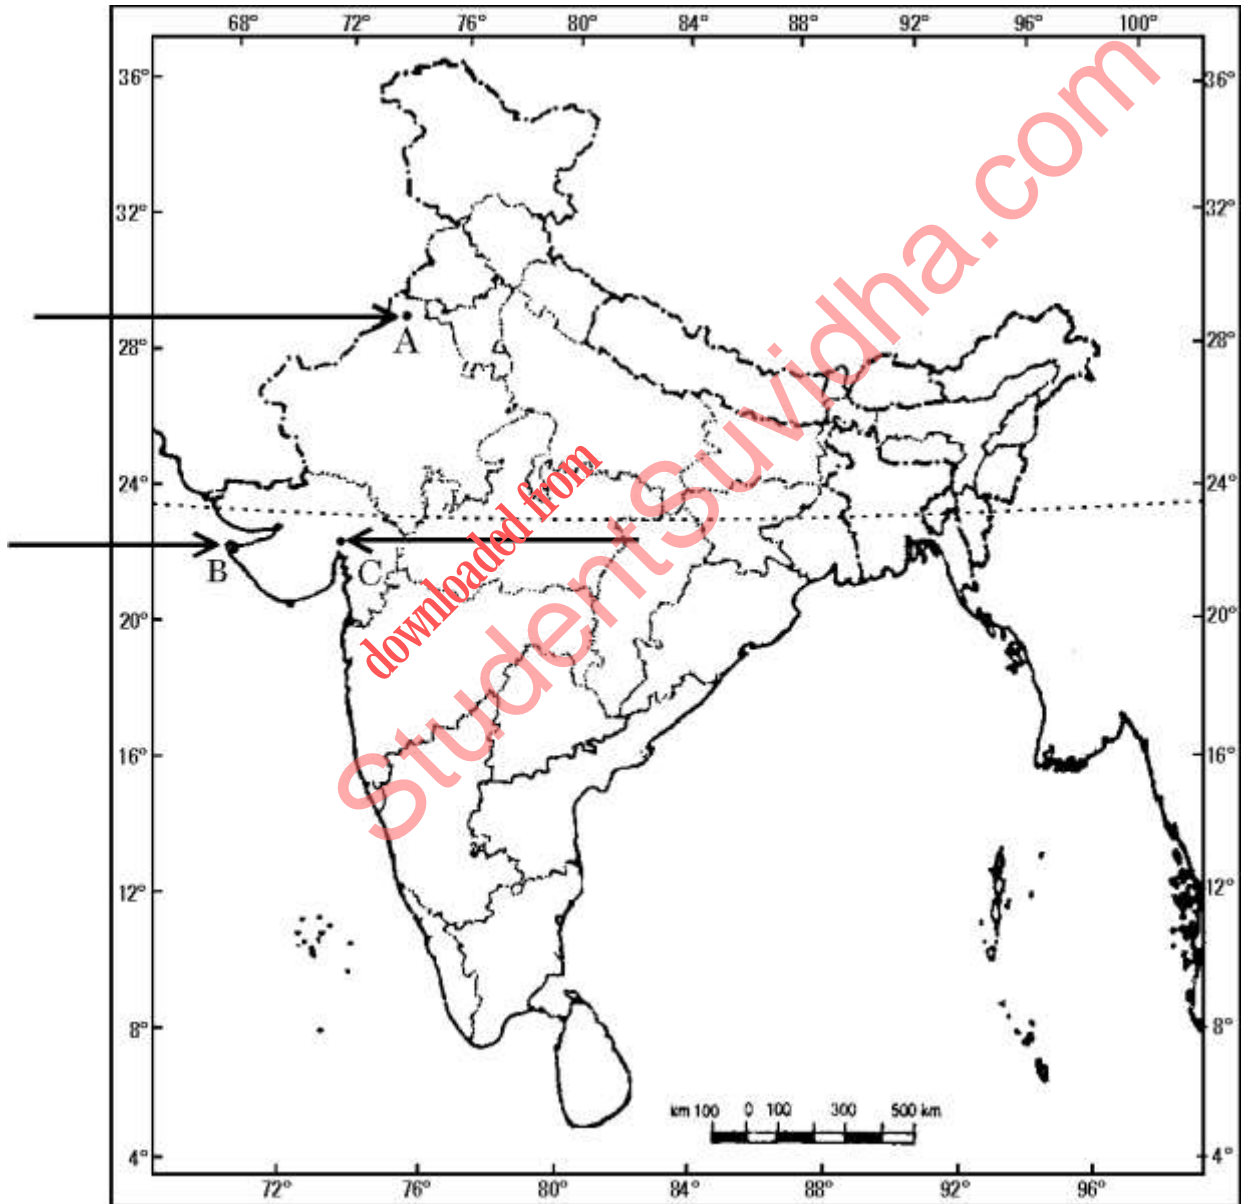 68° 72° 76° 80° 84° 88° 92° 96° 100°
36° 36°
32° 32°
A
28° 28°
24° 24°
B
C
20° 20°
16° 16°
12° 12°
8° 8°
km 100 0 100 300 500 km
4° 4°
72° 76° 80° 84° 88° 92° 96°
downloaded from
StudentSuvidha.com